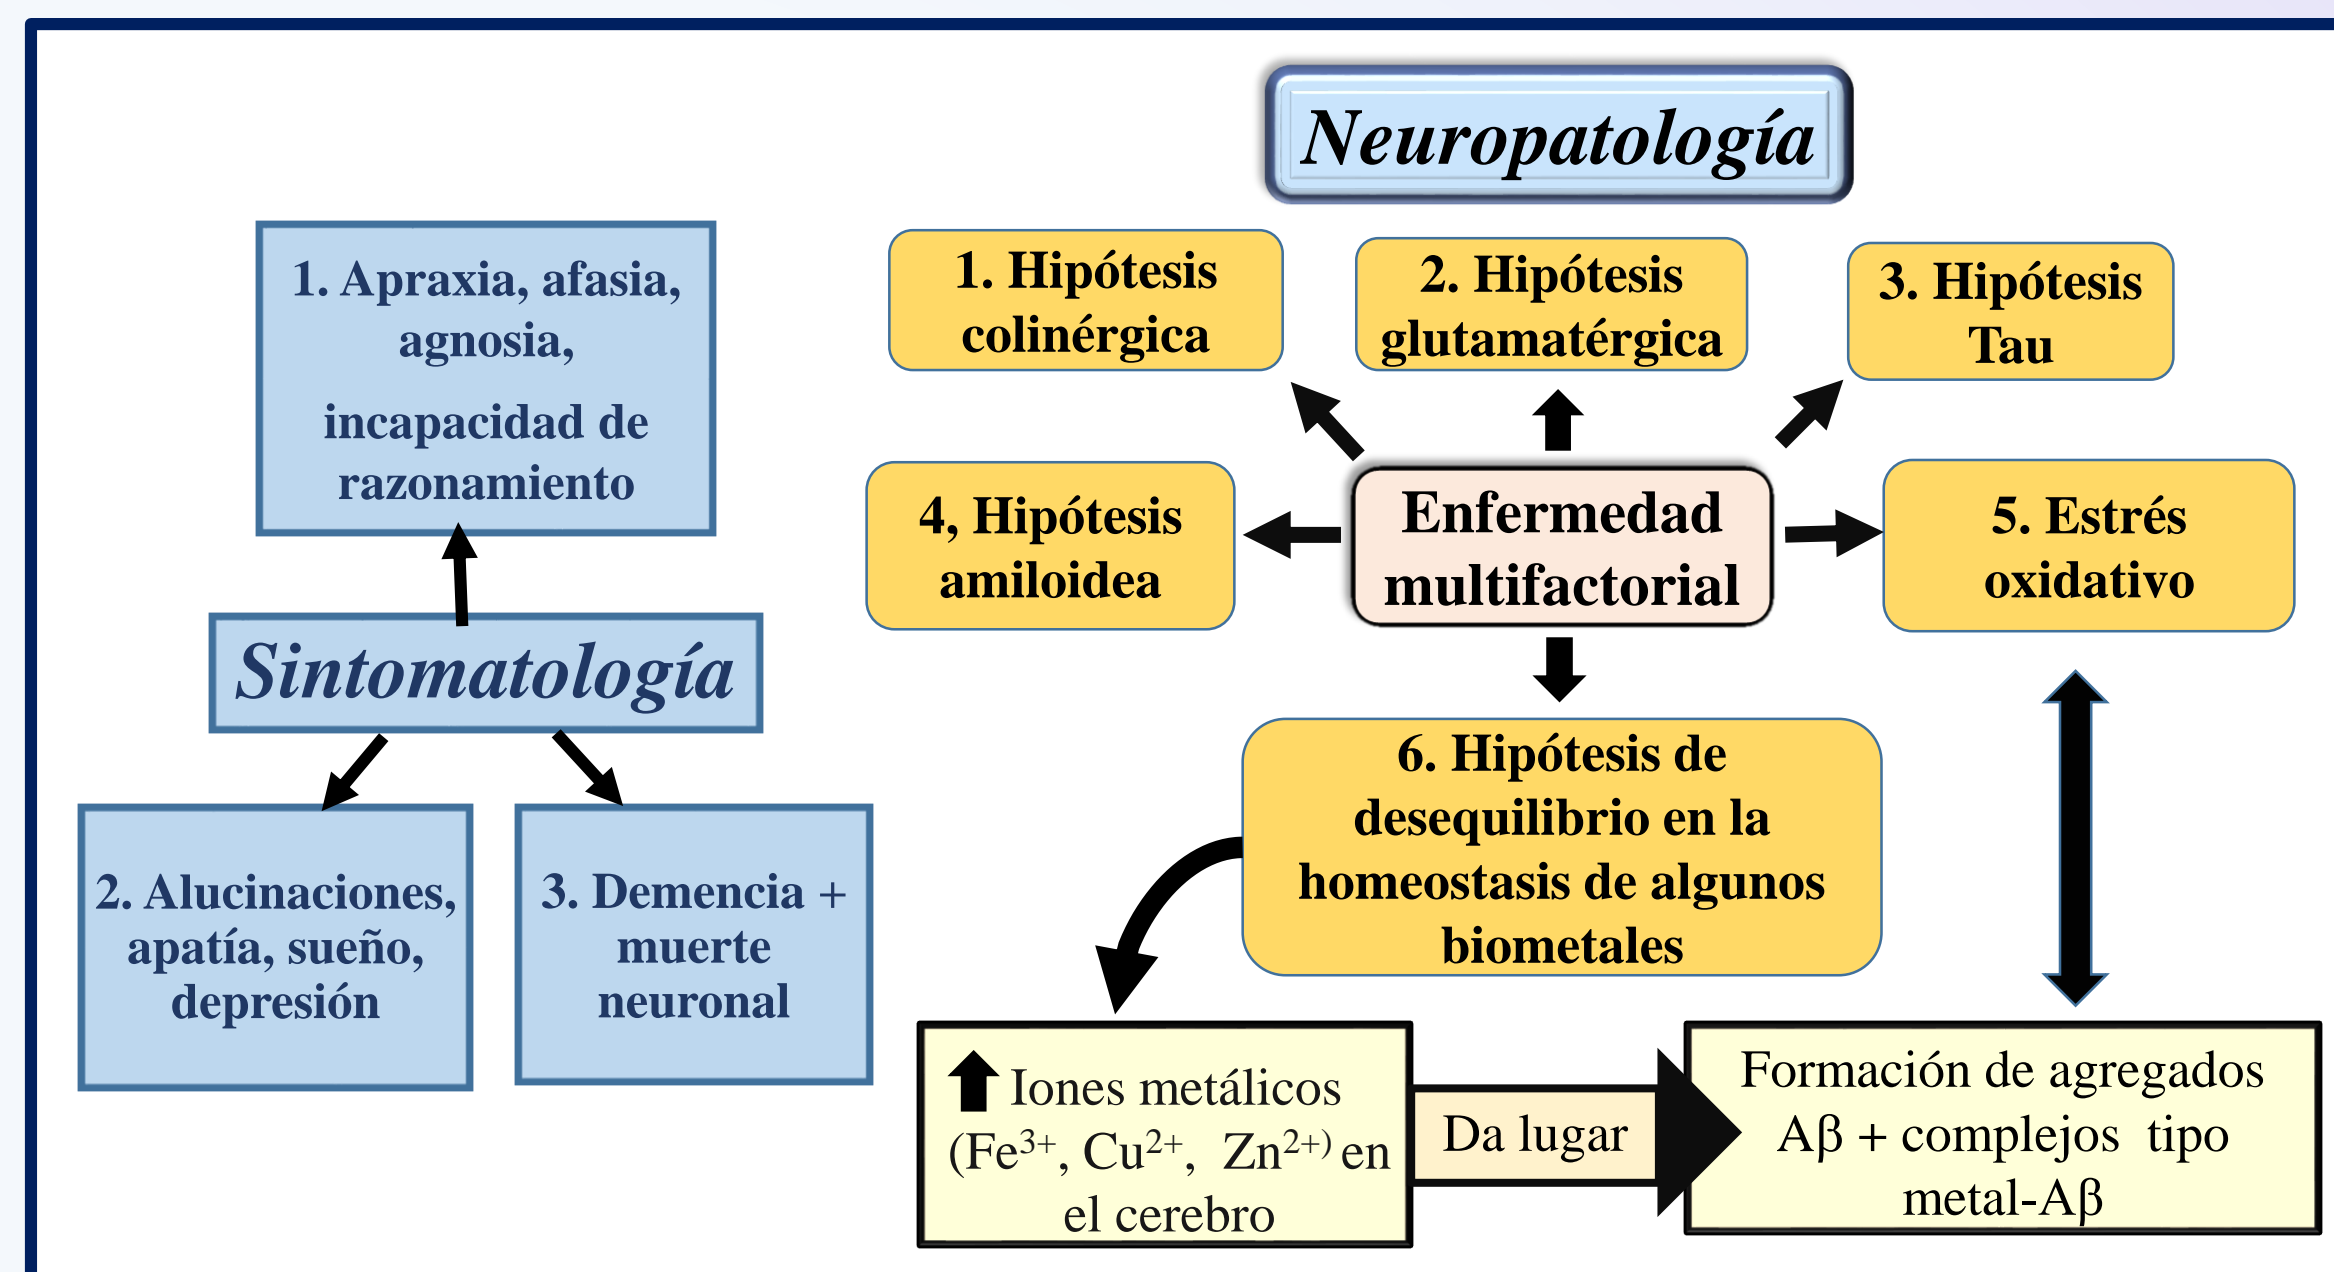 Neuropatología
1. Apraxia, afasia,
agnosia,
incapacidad de
razonamiento
Sintomatología
2. Alucinaciones,
apatía, sueño,
depresión
3. Demencia +
muerte
neuronal
1. Hipótesis
colinérgica
2. Hipótesis
glutamatérgica
3. Hipótesis
Tau
4, Hipótesis
amiloidea
Enfermedad
multifactorial
5. Estrés
oxidativo
6. Hipótesis de
desequilibrio en la
homeostasis de algunos
biometales
Iones metálicos
(Fe³⁺, Cu²⁺, Zn²⁺⁾ en
el cerebro
Da lugar
Formación de agregados
Aβ + complejos tipo
metal-Aβ